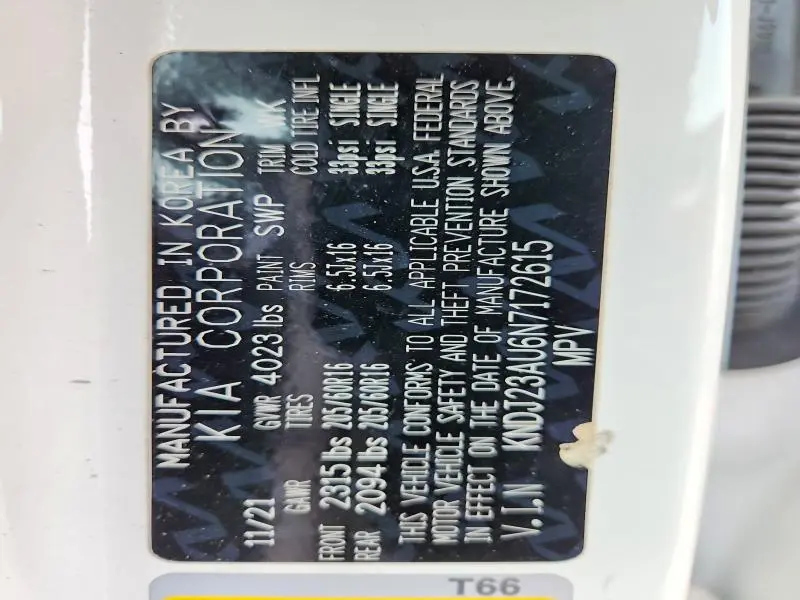 MANUFACTURED IN KOREA BY
KIA CORPORATION
11/21 GVWR 4023 lbs PAINT SWP TRIM WK
GAWR TIRES RIMS COLD TIRE INFL
FRONT 2315 lbs 205/60R16 6.5Jx16 33psi SINGLE
REAR 2094 lbs 205/60R16 6.5Jx16 33psi SINGLE
THIS VEHICLE CONFORMS TO ALL APPLICABLE U.S.A. FEDERAL
MOTOR VEHICLE SAFETY AND THEFT PREVENTION STANDARDS
IN EFFECT ON THE DATE OF MANUFACTURE SHOWN ABOVE.
V.I.N KNDJ23AU6N7172615
MPV
T66